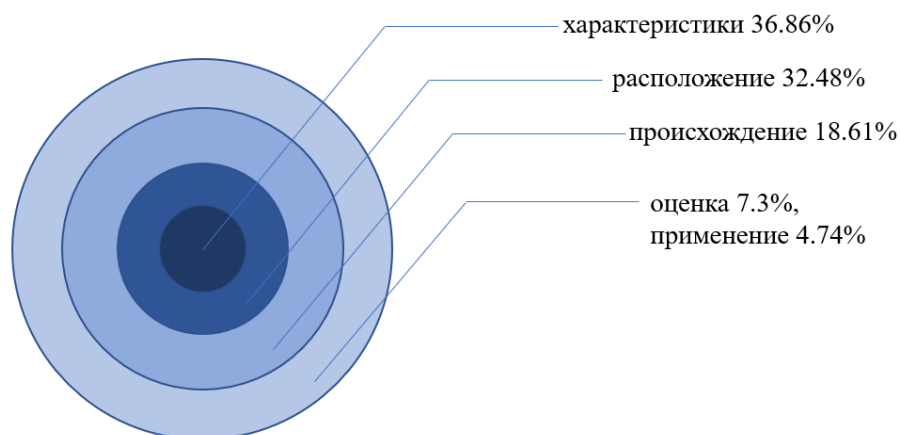 характеристики 36.86%
расположение 32.48%
происхождение 18.61%
оценка 7.3%,
применение 4.74%